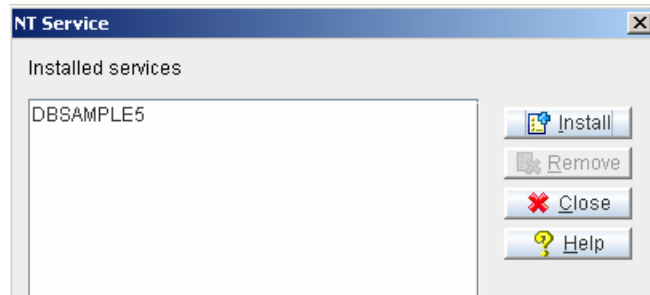 NT Service
Installed services
DBSAMPLE5
Install
Remove
Close
Help